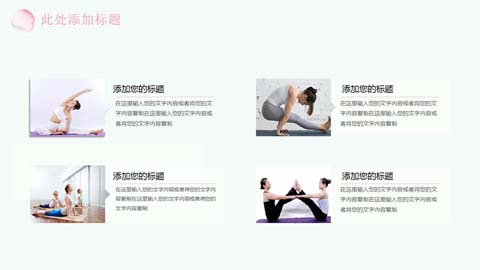 此处添加标题
添加您的标题
在这里输入您的文字内容或者将您的文
字内容复制在这里输入您的文字内容或
者将您的文字内容复制
添加您的标题
在这里输入您的文字内容或者将您的文
字内容复制在这里输入您的文字内容或
者将您的文字内容复制
添加您的标题
在这里输入您的文字内容或者将您的文字内
容复制在这里输入您的文字内容或者将您的
文字内容复制
添加您的标题
在这里输入您的文字内容或者将您的文
字内容复制在这里输入您的文字内容或
者将您的文字内容复制